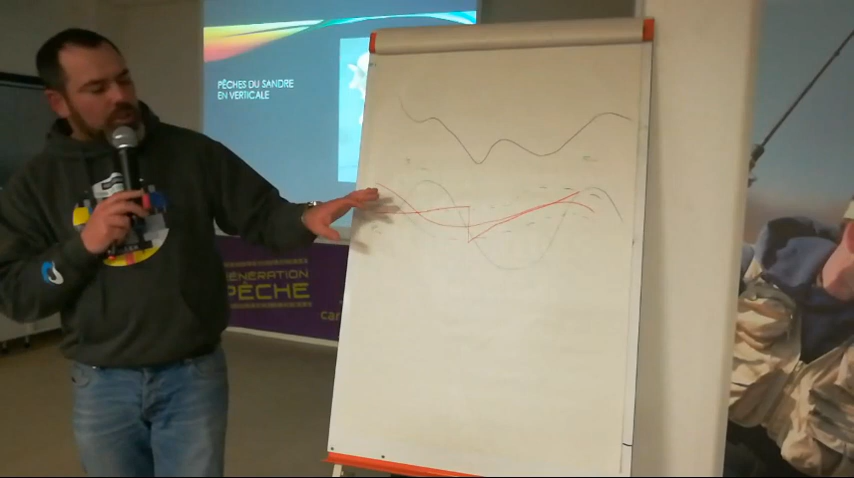 PÊCHES DU SANDRE
EN VERTICALE
GÉNÉRATION
PÊCHE